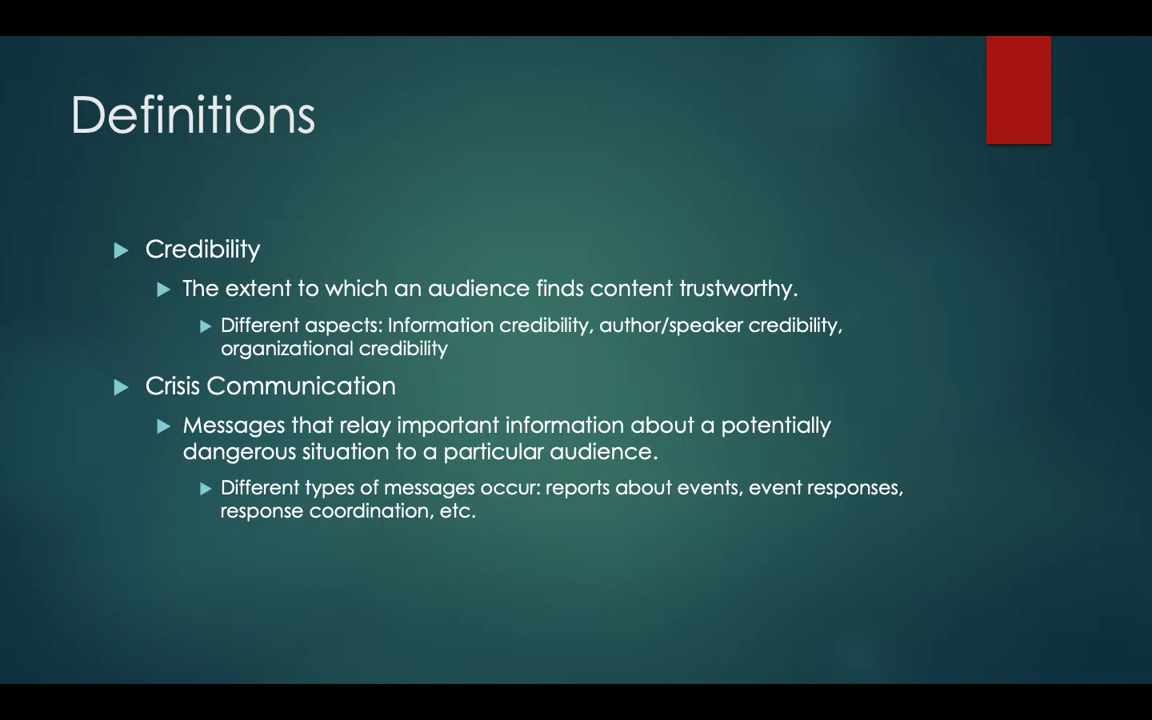 Definitions
Credibility
The extent to which an audience finds content trustworthy.
Different aspects: Information credibility, author/speaker credibility,
organizational credibility
Crisis Communication
Messages that relay important information about a potentially
dangerous situation to a particular audience.
Different types of messages occur: reports about events, event responses,
response coordination, etc.